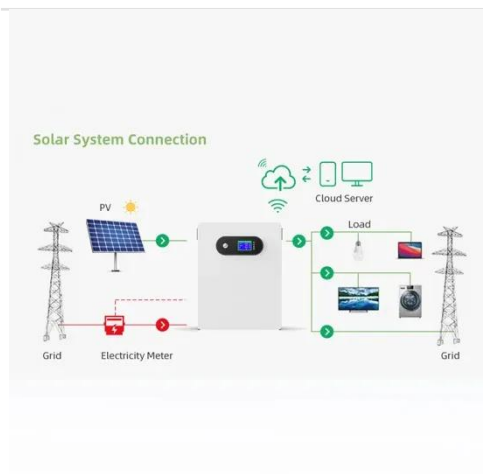 Solar System Connection
Cloud Server
PV
Load
Grid
Electricity Meter
Grid